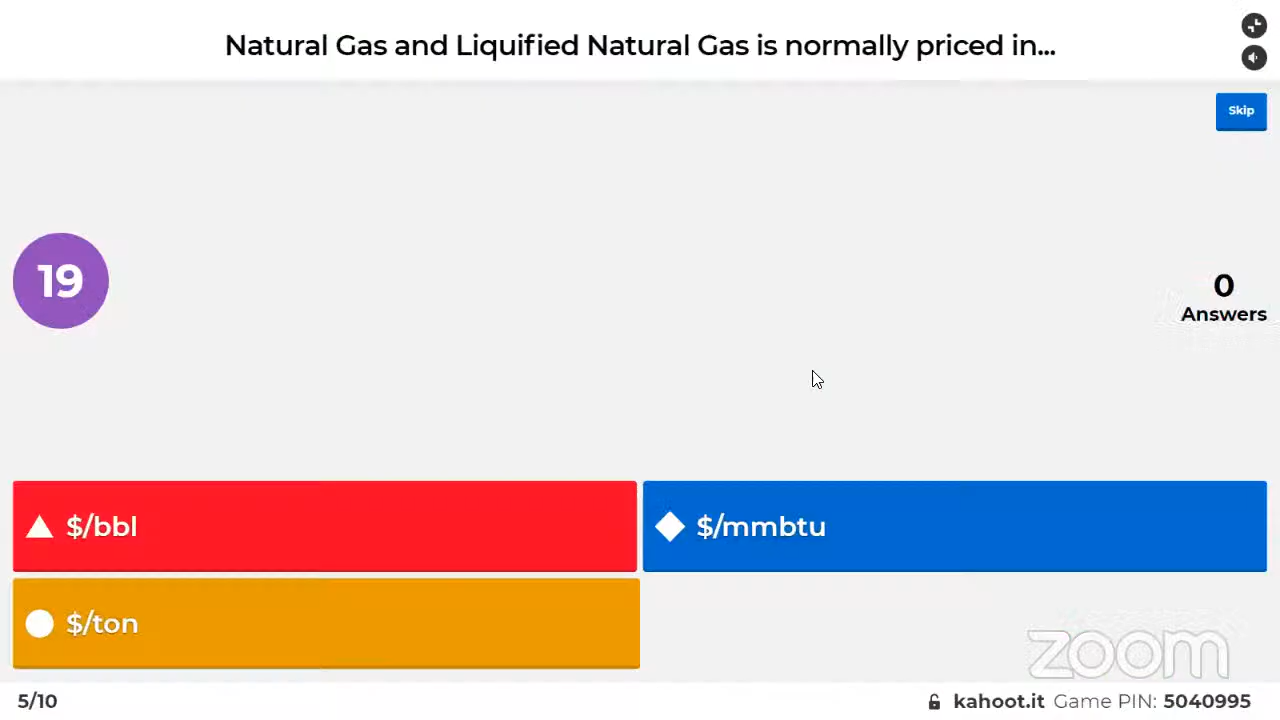 Natural Gas and Liquified Natural Gas is normally priced in...
Skip
19
0
Answers
$/bbl
$/mmbtu
$/ton
zoom
5/10
kahoot.it Game PIN: 5040995